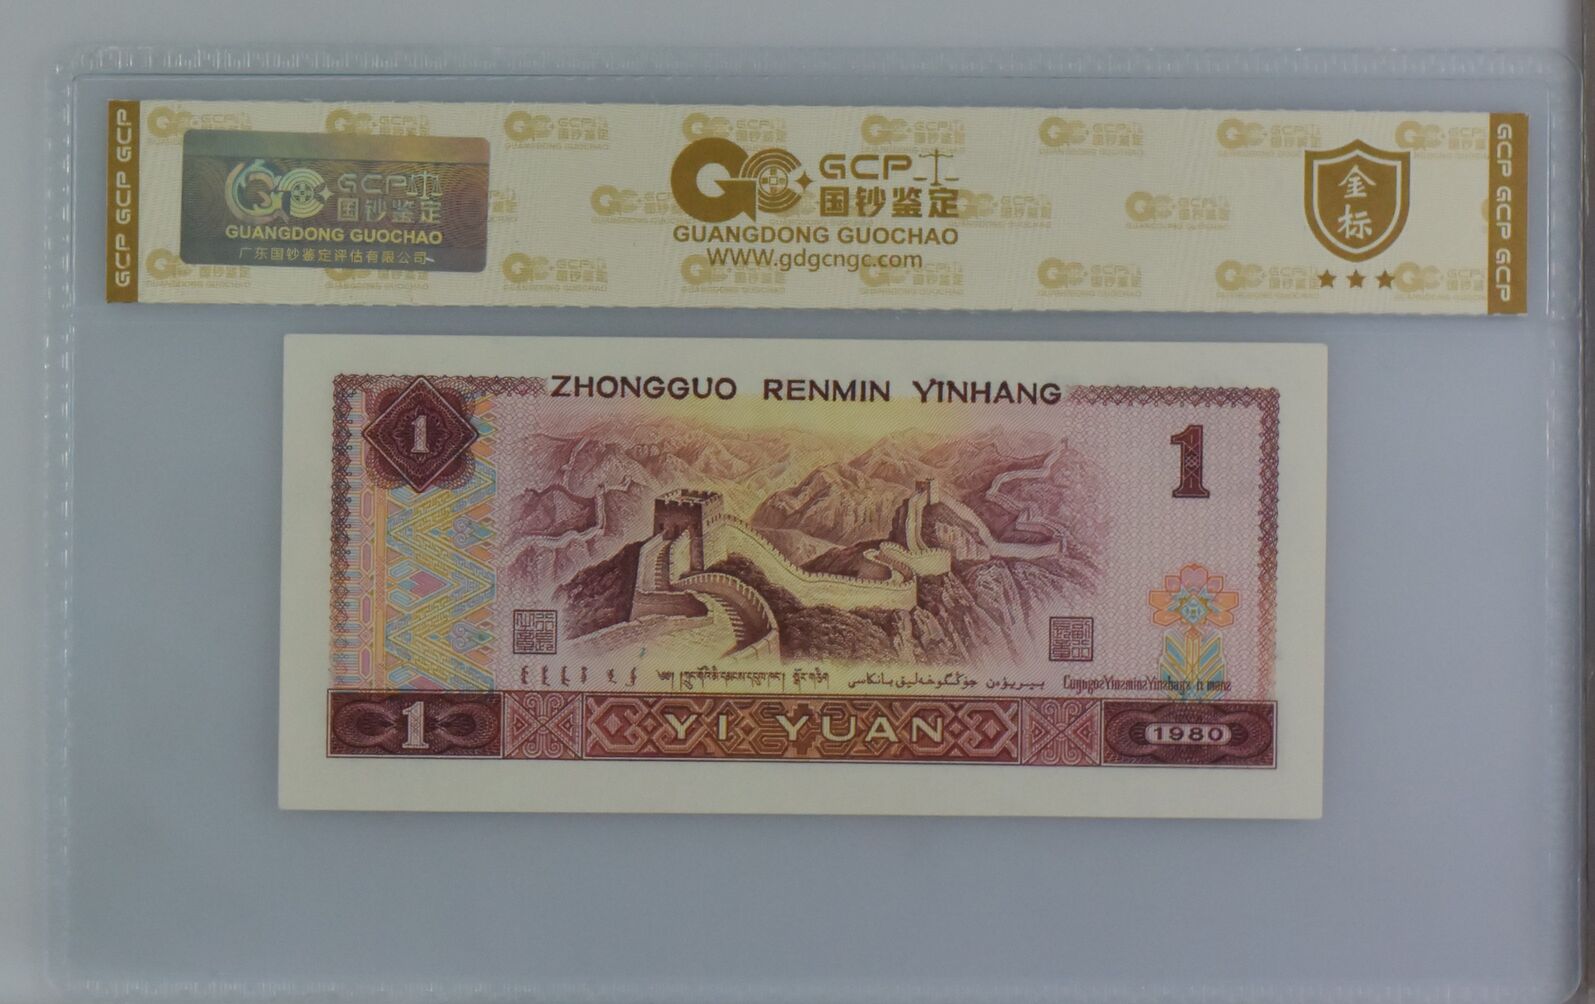 GCP GCP GCP
GCP
国钞鉴定
GUANGDONG GUOCHAO
广东国钞鉴定评估有限公司
GCP
国钞鉴定
GUANGDONG GUOCHAO
WWW.gdgcngc.com
金标
GCP GCP GCP
ZHONGGUO RENMIN YINHANG
1
1
1 YI YUAN 1980